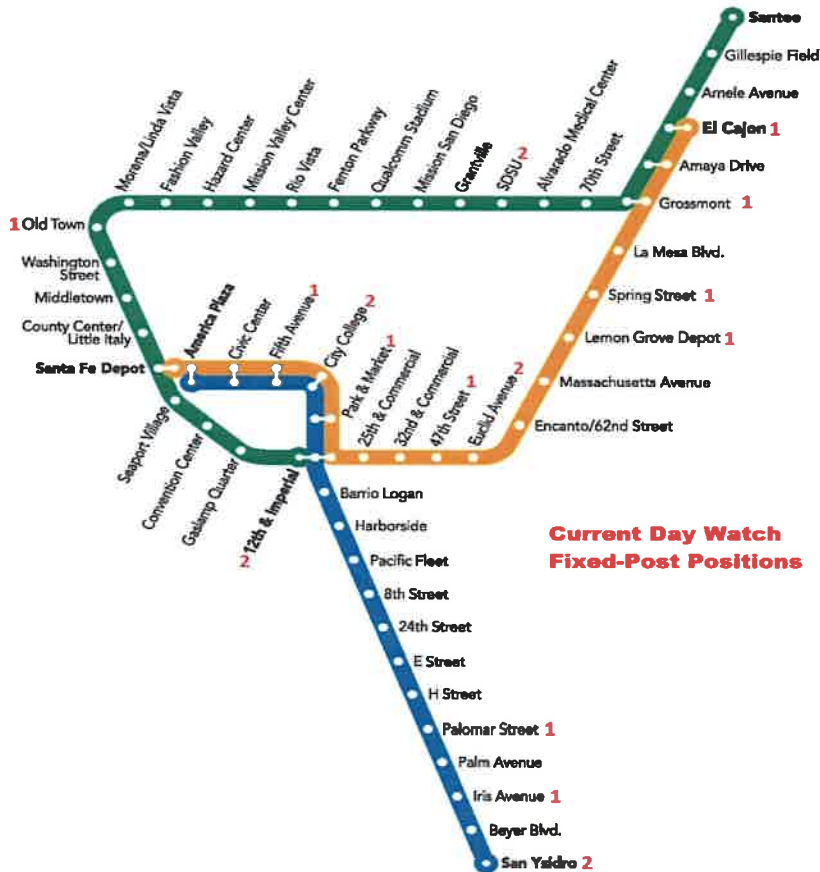 Santee
Gillespie Field
Arnele Avenue
El Cajon 1
Amaya Drive
Grossmont 1
La Mesa Blvd.
Spring Street 1
Lemon Grove Depot 1
Massachusetts Avenue
Encanto/62nd Street
Morena/Linda Vista
Fashion Valley
Hazard Center
Mission Valley Center
Rio Vista
Fenton Parkway
Qualcomm Stadium
Mission San Diego
Grantville
SDSU 2
Alvarado Medical Center
70th Street
1 Old Town
Washington
Street
Middletown
County Center/
Little Italy
Santa Fe Depot
America Plaza
Civic Center
Fifth Avenue 1
City College 2
Park & Market 1
25th & Commercial
32nd & Commercial
47th Street 1
Euclid Avenue 2
Seaport Village
Convention Center
Gaslamp Quarter
2 12th & Imperial
Barrio Logan
Harborside
Pacific Fleet
8th Street
24th Street
E Street
H Street
Palomar Street 1
Palm Avenue
Iris Avenue 1
Beyer Blvd.
San Ysidro 2
Current Day Watch
Fixed-Post Positions